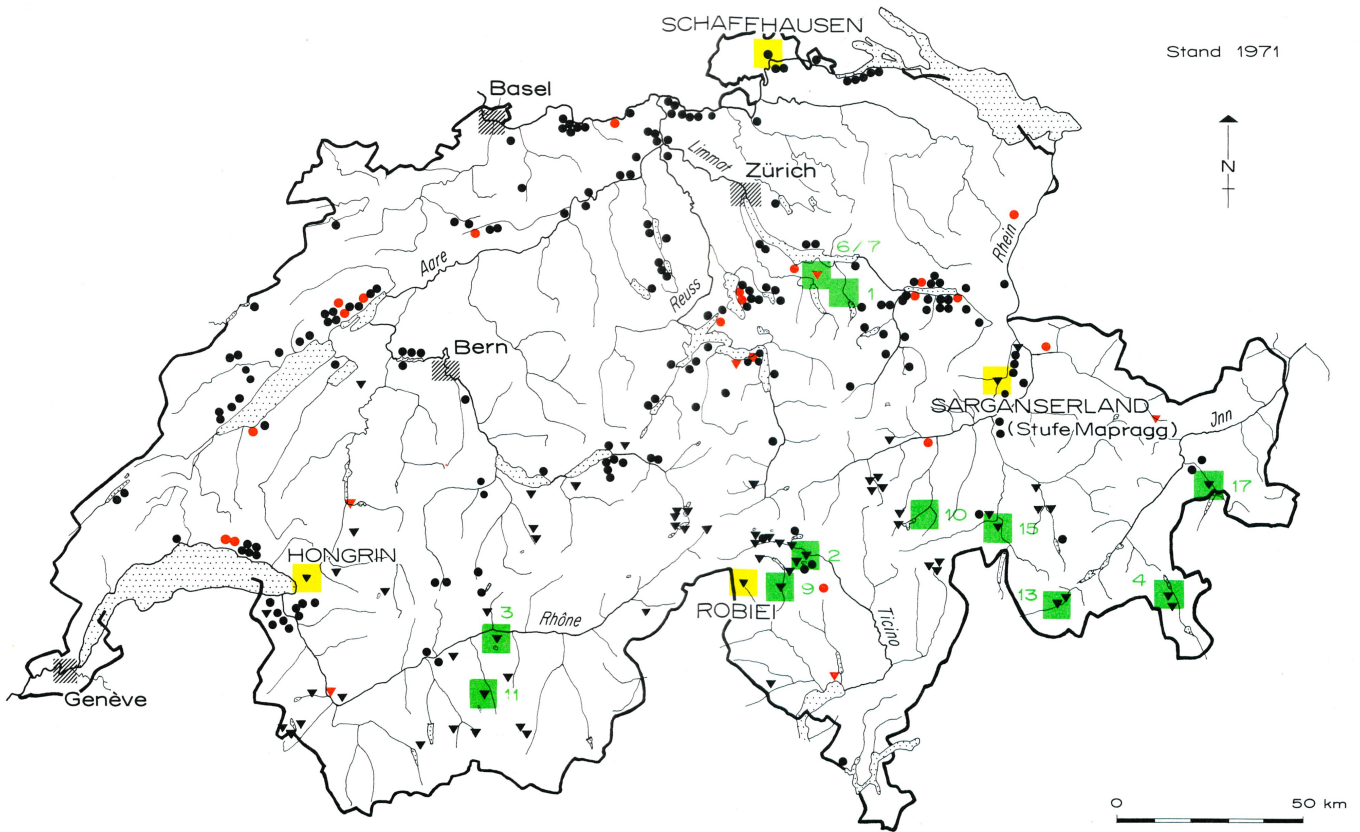 SCHAFFHAUSEN
Stand 1971
Basel
N
Limmat
Zürich
Rhein
6/7
Aare
Reuss
1
Bern
SARGANSERLAND
(Stufe Mapragg)
Jnn
17
10
15
HONGRIN
2
ROBIEI
9
13
4
3
Rhône
Ticino
Genève
11
0 50 km